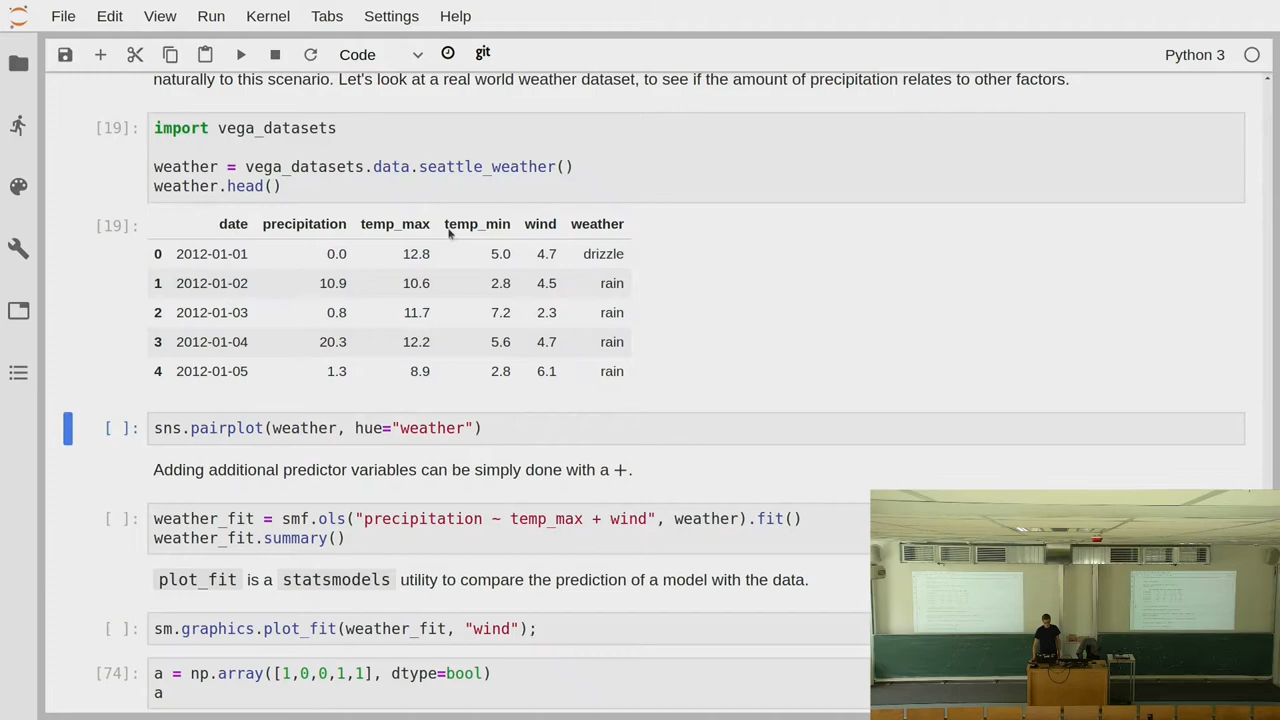 File Edit View Run Kernel Tabs Settings Help
Code git Python 3
naturally to this scenario. Let's look at a real world weather dataset, to see if the amount of precipitation relates to other factors.
[19]: import vega_datasets
weather = vega_datasets.data.seattle_weather()
weather.head()
[19]: date precipitation temp_max temp_min wind weather
0 2012-01-01 0.0 12.8 5.0 4.7 drizzle
1 2012-01-02 10.9 10.6 2.8 4.5 rain
2 2012-01-03 0.8 11.7 7.2 2.3 rain
3 2012-01-04 20.3 12.2 5.6 4.7 rain
4 2012-01-05 1.3 8.9 2.8 6.1 rain
[ ]: sns.pairplot(weather, hue="weather")
Adding additional predictor variables can be simply done with a +.
[ ]: weather_fit = smf.ols("precipitation ~ temp_max + wind", weather).fit()
weather_fit.summary()
plot_fit is a statsmodels utility to compare the prediction of a model with the data.
[ ]: sm.graphics.plot_fit(weather_fit, "wind");
[74]: a = np.array([1,0,0,1,1], dtype=bool)
a